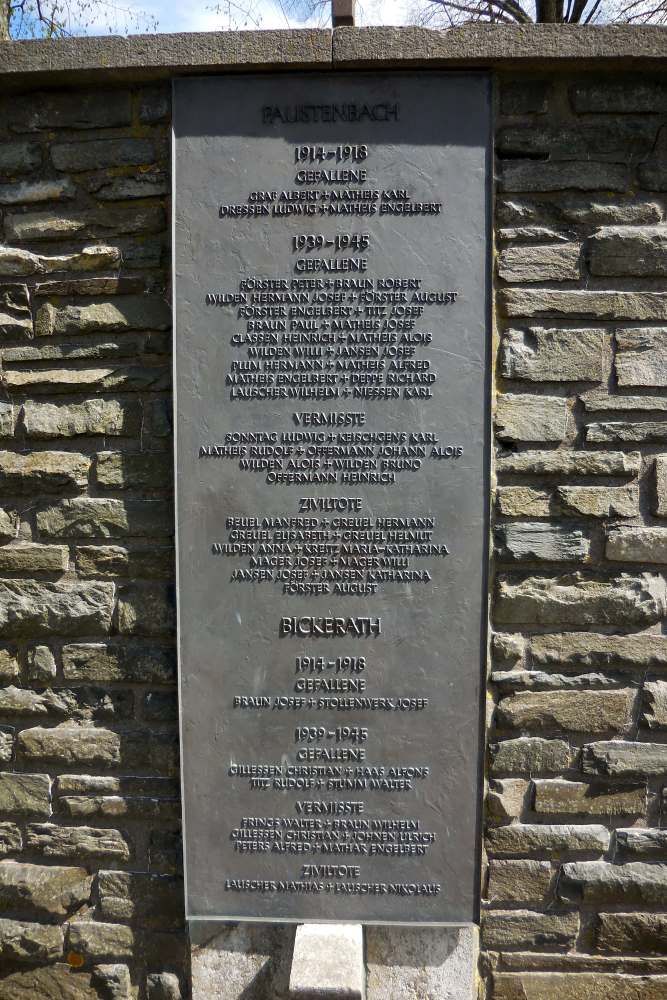 PAUSTENBACH
1914-1918
GEFALLENE
GRAF ALBERT + MATHEIS KARL
DRESSEN LUDWIG + MATHEIS ENGELBERT
1939-1945
GEFALLENE
FÖRSTER PETER + BRAUN ROBERT
WILDEN HERMANN JOSEF + FÖRSTER AUGUST
FÖRSTER ENGELBERT + TITZ JOSEF
BRAUN PAUL + MATHEIS JOSEF
CLASSEN HEINRICH + MATHEIS ALOIS
WILDEN WILLI + JANSEN JOSEF
PLUM HERMANN + MATHEIS ALFRED
MATHEIS ENGELBERT + DEPPE RICHARD
LAUSCHER WILHELM + NIESSEN KARL
VERMISSTE
SONNTAG LUDWIG + KEISCHGENS KARL
MATHEIS RUDOLF + OFFERMANN JOHANN ALOIS
WILDEN ALOIS + WILDEN BRUNO
OFFERMANN HEINRICH
ZIVILTOTE
BEUEL MANFRED + GREUEL HERMANN
GREUEL ELISABETH + GREUEL HELMUT
WILDEN ANNA + KREITZ MARIA-KATHARINA
MAGER JOSEF + MAGER WILLI
JANSEN JOSEF + JANSEN KATHARINA
FÖRSTER AUGUST
BICKERATH
1914-1918
GEFALLENE
BRAUN JOSEF + STOLLENWERK JOSEF
1939-1945
GEFALLENE
GILLESSEN CHRISTIAN + HAAS ALFONS
TITZ RUDOLF + STUMM WALTER
VERMISSTE
FRINGS WALTER + BRAUN WILHELM
GILLESSEN CHRISTIAN + JOHNEN ULRICH
PETERS ALFRED + MATHAR ENGELBERT
ZIVILTOTE
LAUSCHER MATHIAS + LAUSCHER NIKOLAUS